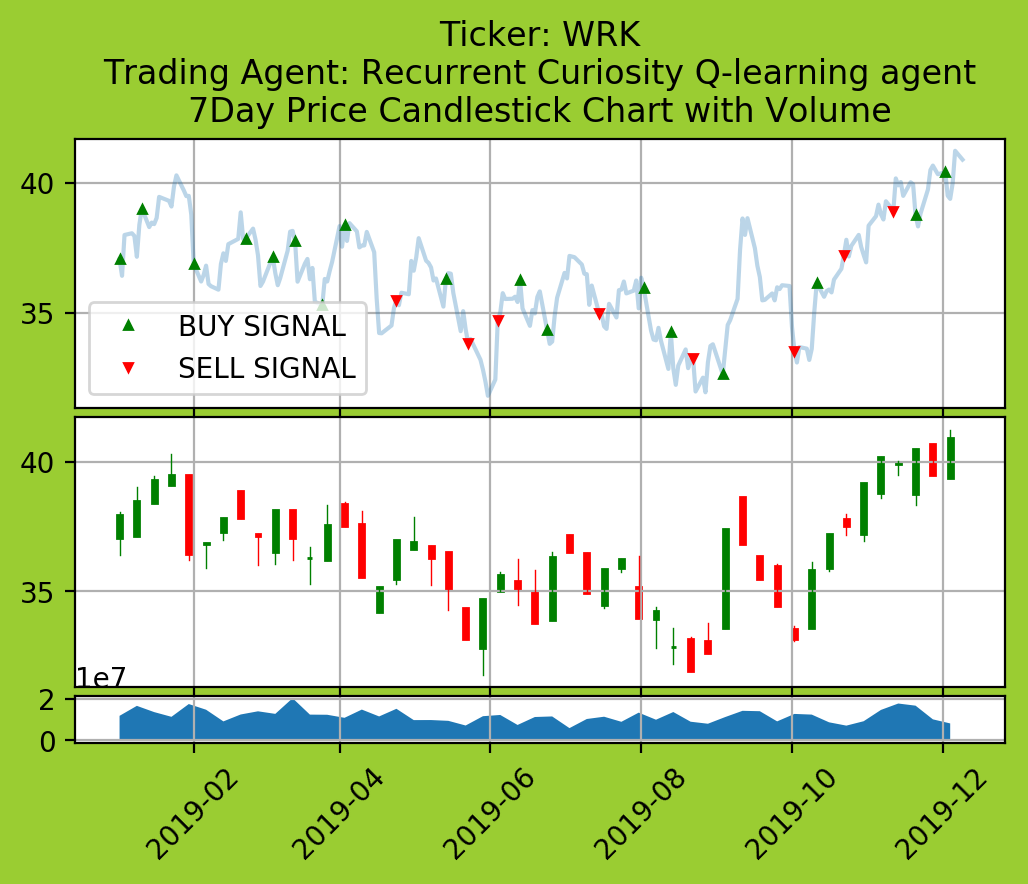 Ticker: WRK
Trading Agent: Recurrent Curiosity Q-learning agent
7Day Price Candlestick Chart with Volume
40
35
BUY SIGNAL
SELL SIGNAL
40
35
1e7
2
0
2019-02
2019-04
2019-06
2019-08
2019-10
2019-12